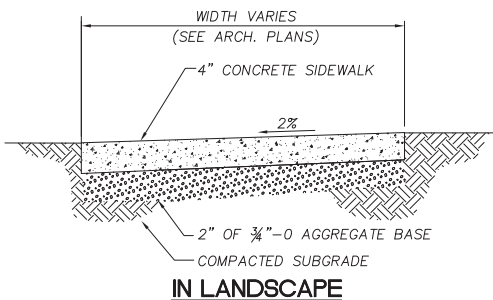 WIDTH VARIES
(SEE ARCH. PLANS)
4" CONCRETE SIDEWALK
2%
2" OF 3/4"-0 AGGREGATE BASE
COMPACTED SUBGRADE
IN LANDSCAPE